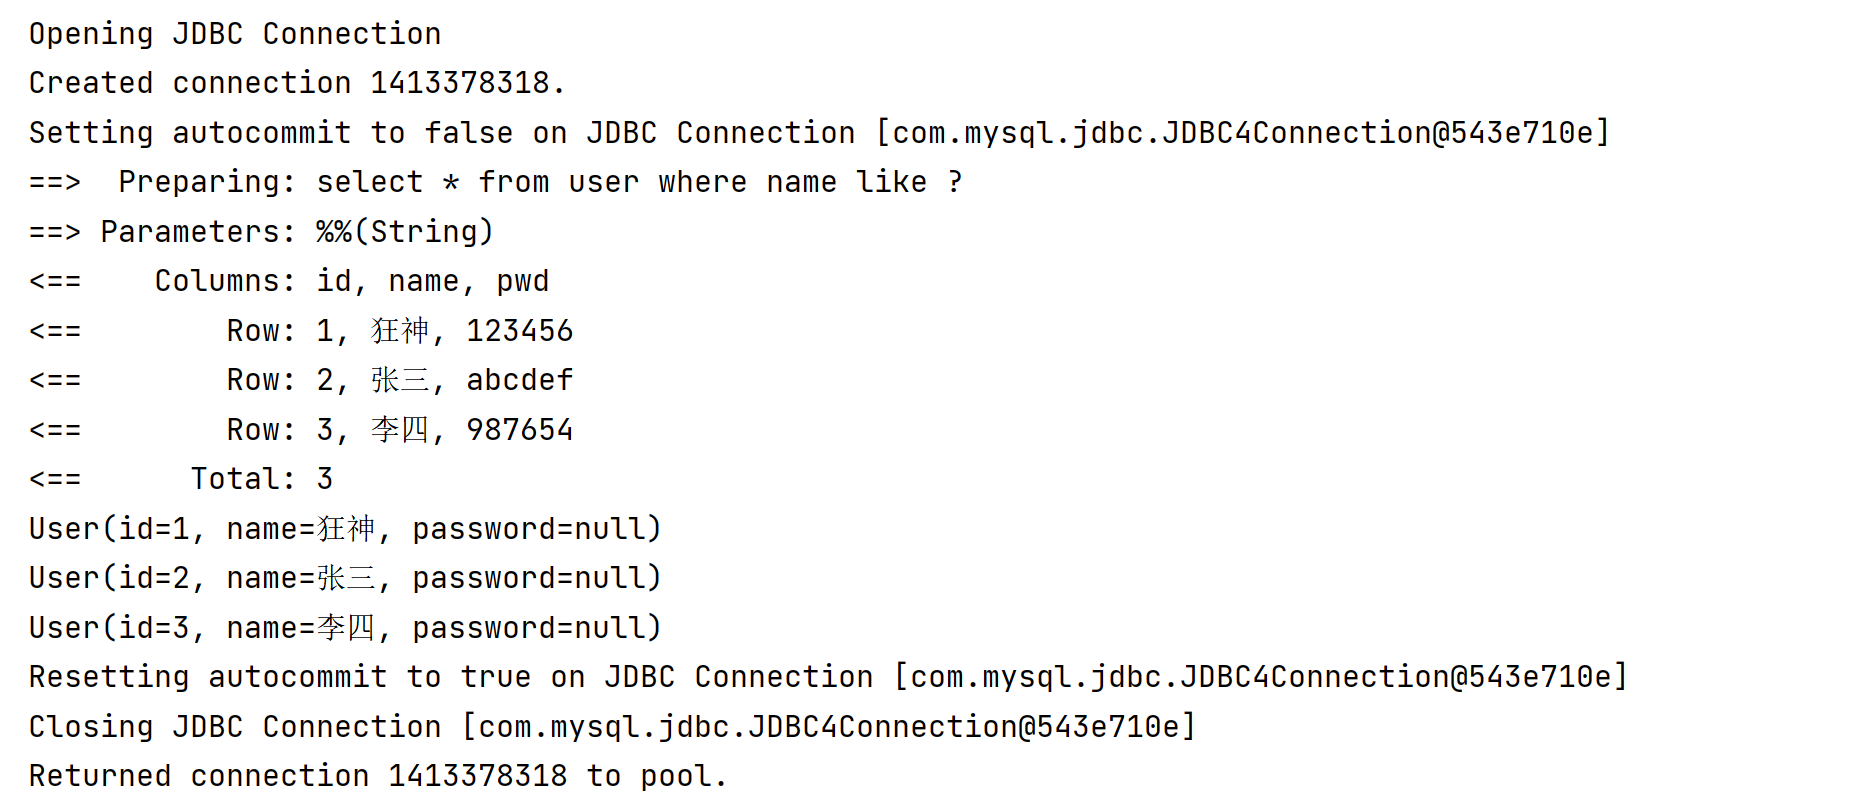 Opening JDBC Connection
Created connection 1413378318.
Setting autocommit to false on JDBC Connection [com.mysql.jdbc.JDBC4Connection@543e710e]
==>  Preparing: select * from user where name like ?
==> Parameters: %%(String)
<==    Columns: id, name, pwd
<==        Row: 1, 狂神, 123456
<==        Row: 2, 张三, abcdef
<==        Row: 3, 李四, 987654
<==      Total: 3
User(id=1, name=狂神, password=null)
User(id=2, name=张三, password=null)
User(id=3, name=李四, password=null)
Resetting autocommit to true on JDBC Connection [com.mysql.jdbc.JDBC4Connection@543e710e]
Closing JDBC Connection [com.mysql.jdbc.JDBC4Connection@543e710e]
Returned connection 1413378318 to pool.